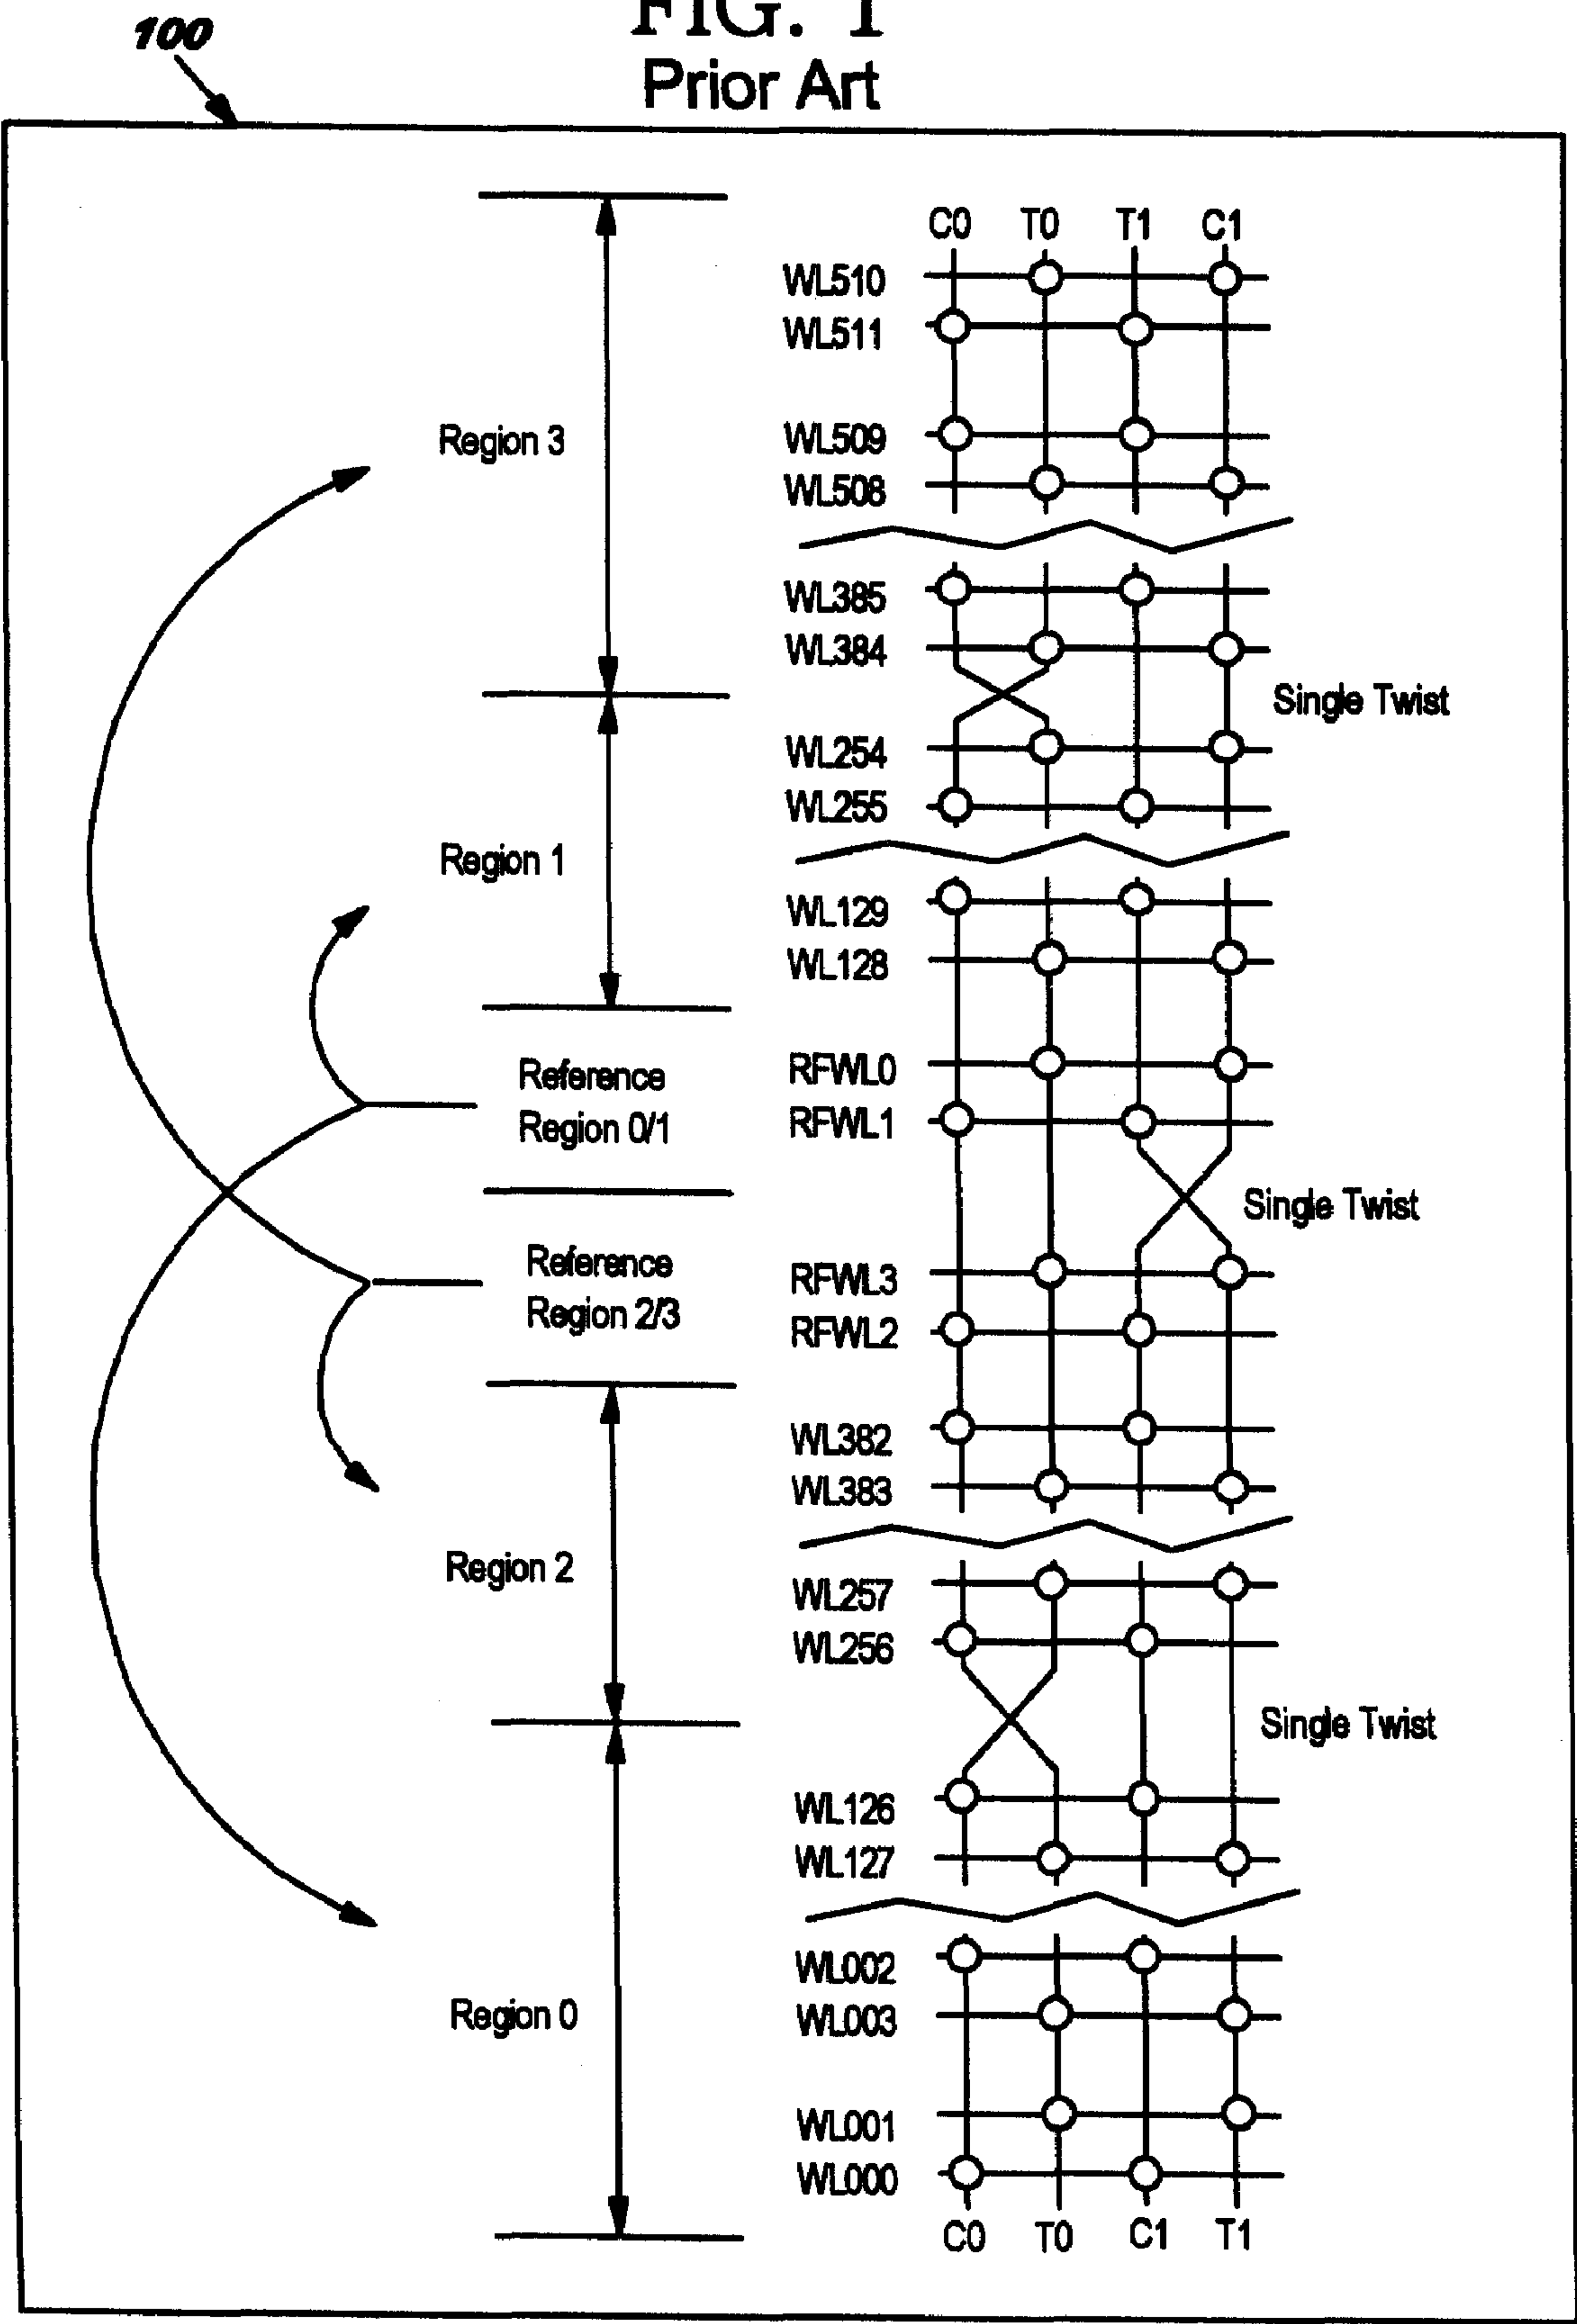 FIG. 1
Prior Art
100
C0 T0 T1 C1
WL510
WL511
Region 3
WL509
WL508
WL385
WL384
Single Twist
WL254
WL255
Region 1
WL129
WL128
Reference
Region 0/1
RFWL0
RFWL1
Single Twist
Reference
Region 2/3
RFWL3
RFWL2
WL382
WL383
Region 2
WL257
WL256
Single Twist
WL126
WL127
WL002
Region 0
WL003
WL001
WL000
C0 T0 C1 T1